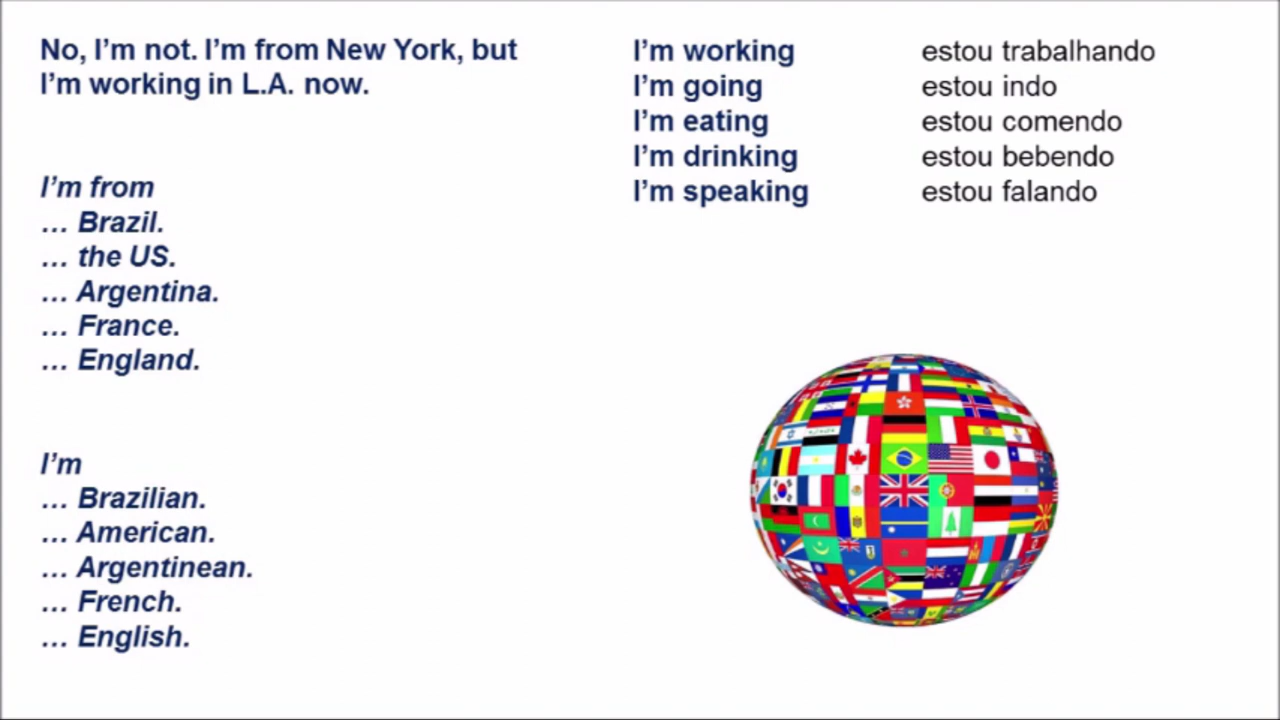 No, I'm not. I'm from New York, but
I'm working in L.A. now.
I'm from
… Brazil.
… the US.
… Argentina.
… France.
… England.
I'm
… Brazilian.
… American.
… Argentinean.
… French.
… English.
I'm working estou trabalhando
I'm going estou indo
I'm eating estou comendo
I'm drinking estou bebendo
I'm speaking estou falando